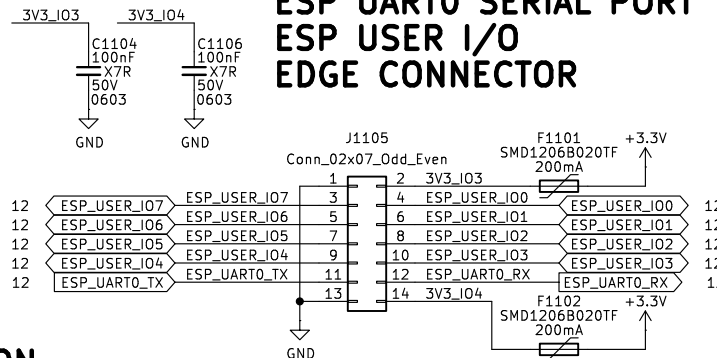 ESP UART0 SERIAL PORT
ESP USER I/O
EDGE CONNECTOR
3V3_IO3
3V3_IO4
C1104
100nF
X7R
50V
0603
GND
C1106
100nF
X7R
50V
0603
GND
J1105
Conn_02x07_Odd_Even
F1101
SMD1206B020TF
200mA
+3.3V
1 2 3V3_IO3
12 ESP_USER_IO7 ESP_USER_IO7 3 4 ESP_USER_IO0 ESP_USER_IO0
12 ESP_USER_IO6 ESP_USER_IO6 5 6 ESP_USER_IO1 ESP_USER_IO1
12 ESP_USER_IO5 ESP_USER_IO5 7 8 ESP_USER_IO2 ESP_USER_IO2
12 ESP_USER_IO4 ESP_USER_IO4 9 10 ESP_USER_IO3 ESP_USER_IO3
12 ESP_UART0_TX ESP_UART0_TX 11 12 ESP_UART0_RX ESP_UART0_RX
13 14 3V3_IO4
F1102
SMD1206B020TF
200mA
+3.3V
GND